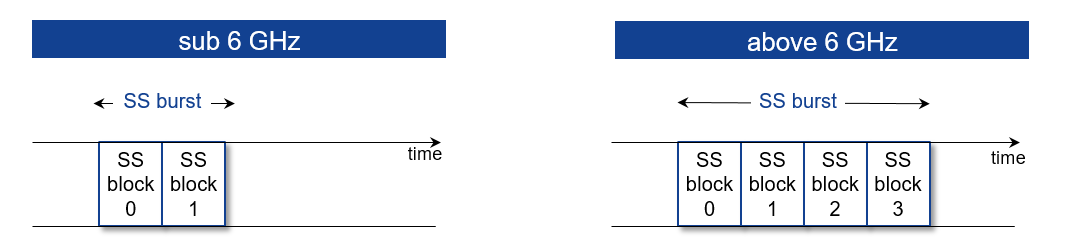 sub 6 GHz
SS burst
time
SS
block
0
SS
block
1
above 6 GHz
SS burst
time
SS
block
0
SS
block
1
SS
block
2
SS
block
3